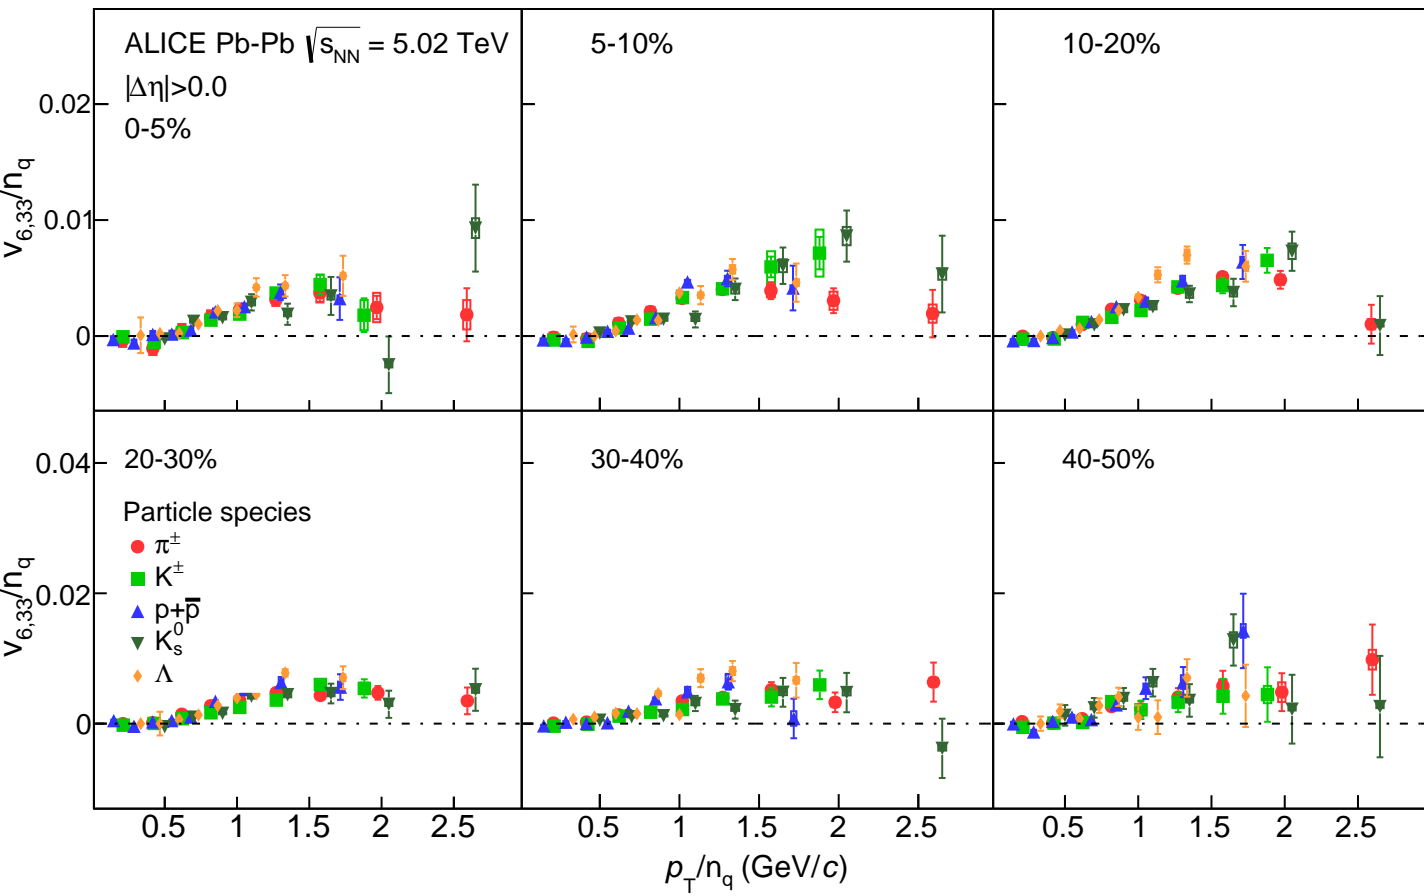 ALICE Pb-Pb √sNN = 5.02 TeV
|Δη|>0.0
0-5%
5-10%
10-20%
0.02
0.01
0
v6,33/nq
20-30%
30-40%
40-50%
Particle species
π±
K±
p+p̅
K0s
Λ
0.04
0.02
0
v6,33/nq
0.5 1 1.5 2 2.5
0.5 1 1.5 2 2.5
0.5 1 1.5 2 2.5
pT/nq (GeV/c)